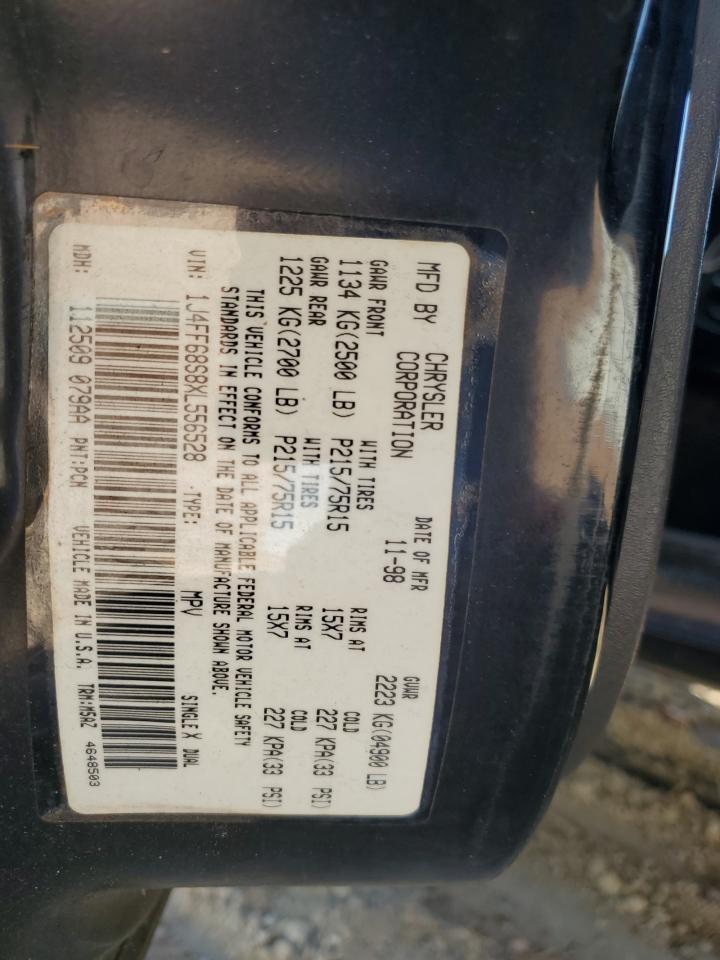 MFD BY CHRYSLER CORPORATION
DATE OF MFR 11-98
GVWR 2223 KG(04900 LB)
GAWR FRONT WITH TIRES RIMS AT COLD
1134 KG(2500 LB) P215/75R15 15X7 227 KPA(33 PSI)
GAWR REAR WITH TIRES RIMS AT COLD
1225 KG(2700 LB) P215/75R15 15X7 227 KPA(33 PSI)
THIS VEHICLE CONFORMS TO ALL APPLICABLE FEDERAL MOTOR VEHICLE SAFETY
STANDARDS IN EFFECT ON THE DATE OF MANUFACTURE SHOWN ABOVE.
VIN: 1J4FF68S8XL556528 TYPE: MPV SINGLE X DUAL
MDH: 112509 079AA PNT:PCN VEHICLE MADE IN U.S.A. TRM:M5AZ
4648503